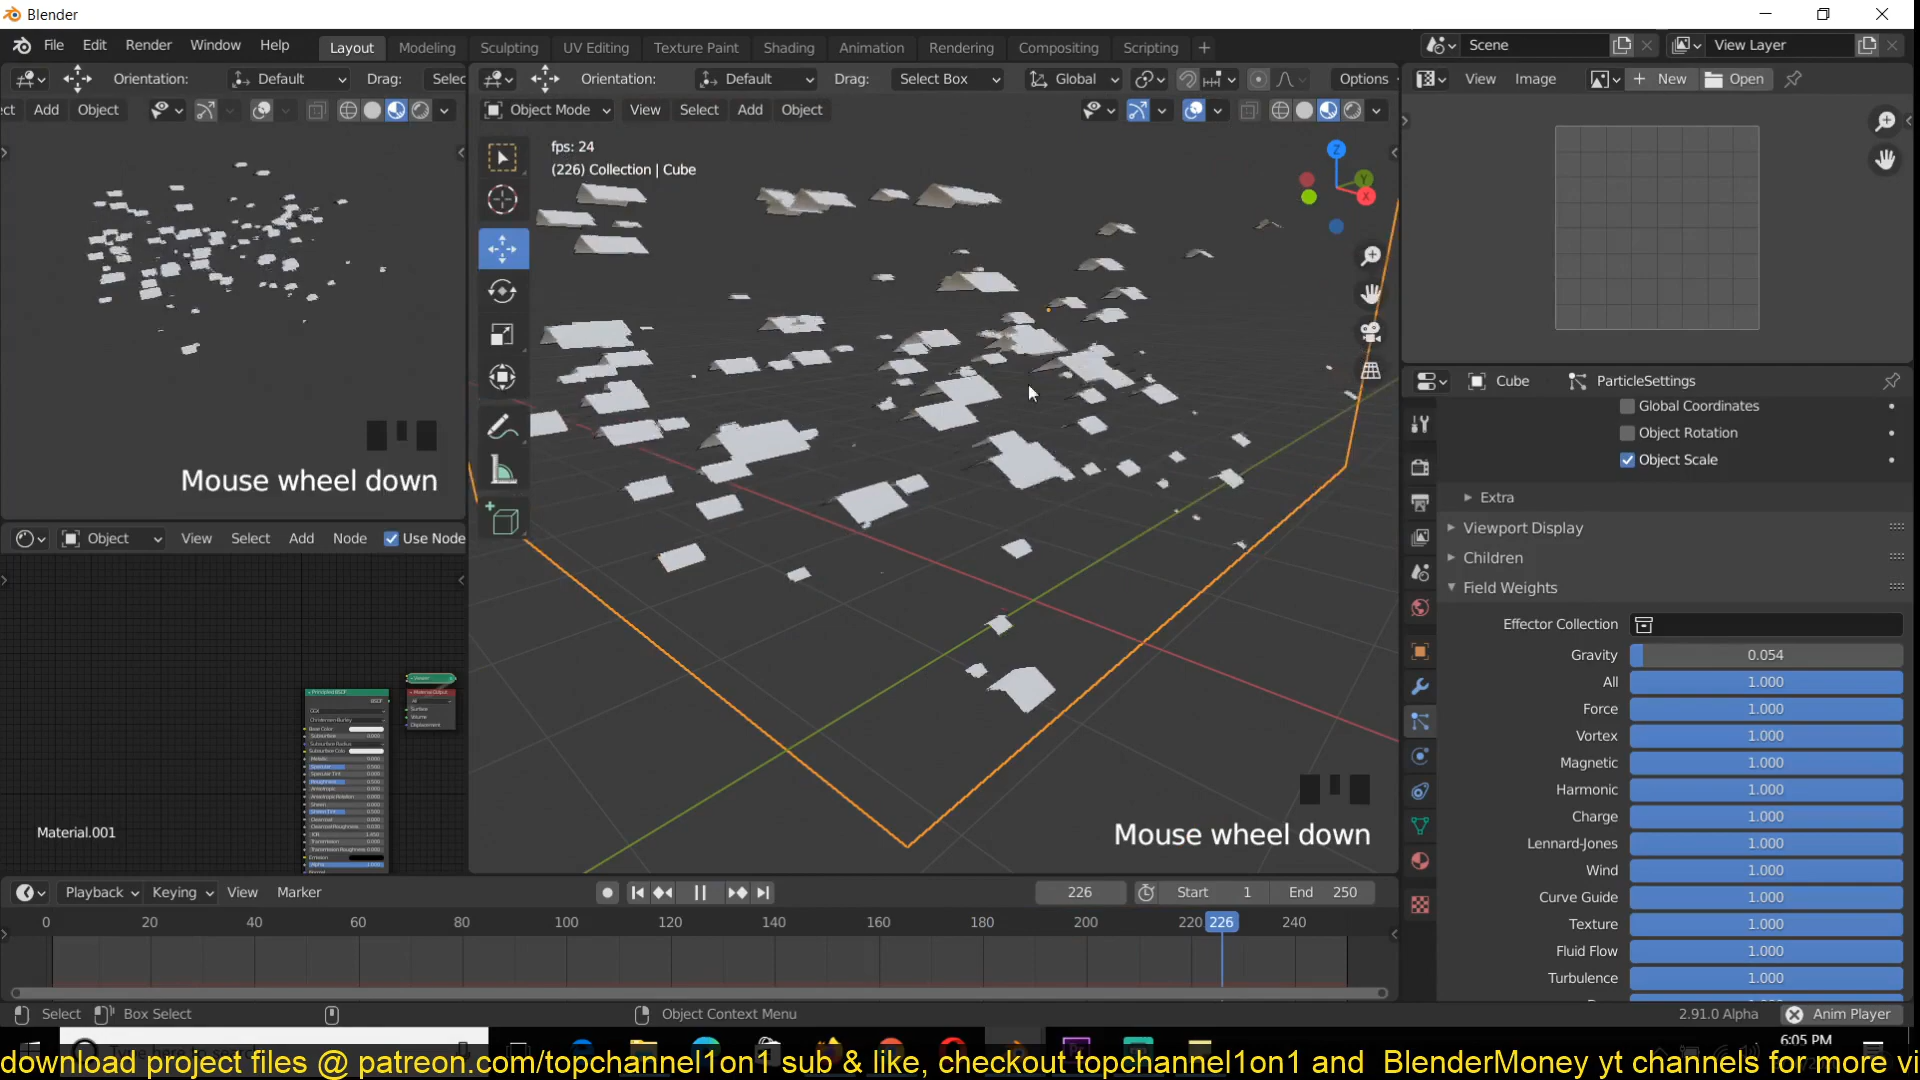 Blender
File Edit Render Window Help Layout Modeling Sculpting UV Editing Texture Paint Shading Animation Rendering Compositing Scripting + Scene View Layer
Orientation: Default Drag: Selec Orientation: Default Drag: Select Box Global Options View Image New Open
ct Add Object Object Mode View Select Add Object
fps: 24
(226) Collection | Cube
Z
Y
X
Mouse wheel down
Cube ParticleSettings
Global Coordinates
Object Rotation
Object Scale
Extra
Viewport Display
Children
Field Weights
Effector Collection
Gravity 0.054
All 1.000
Force 1.000
Vortex 1.000
Magnetic 1.000
Harmonic 1.000
Charge 1.000
Lennard-Jones 1.000
Wind 1.000
Curve Guide 1.000
Texture 1.000
Fluid Flow 1.000
Turbulence 1.000
Object View Select Add Node Use Node
Material.001
Mouse wheel down
Playback Keying View Marker 226 Start 1 End 250
0 20 40 60 80 100 120 140 160 180 200 220 226 240
Select Box Select Object Context Menu 2.91.0 Alpha Anim Player
6:05 PM
download project files @ patreon.com/topchannel1on1 sub & like, checkout topchannel1on1 and BlenderMoney yt channels for more vi